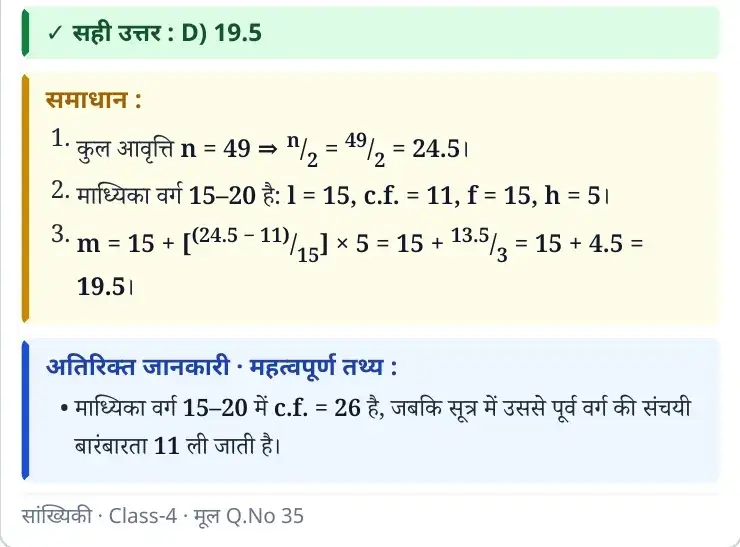 ✓ सही उत्तर : D) 19.5
समाधान :
1. कुल आवृत्ति n = 49 ⇒ n/2 = 49/2 = 24.5।
2. माध्यिका वर्ग 15–20 है: l = 15, c.f. = 11, f = 15, h = 5।
3. m = 15 + [(24.5 − 11)/15] × 5 = 15 + 13.5/3 = 15 + 4.5 =
19.5।
अतिरिक्त जानकारी · महत्वपूर्ण तथ्य :
• माध्यिका वर्ग 15–20 में c.f. = 26 है, जबकि सूत्र में उससे पूर्व वर्ग की संचयी
बारंबारता 11 ली जाती है।
सांख्यिकी · Class-4 · मूल Q.No 35